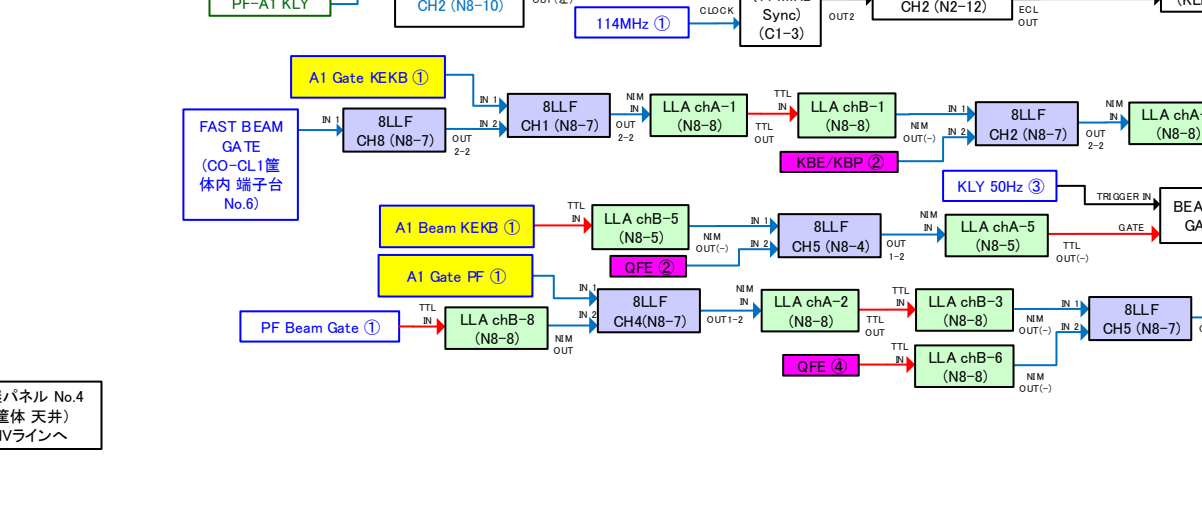 PF-A1 KLY
CH2 (N8-10)
114MHz ①
CLOCK
Sync)
(C1-3)
OUT2
CH2 (N2-12)
ECL
OUT
A1 Gate KEKB ①
FAST BEAM
GATE
(CO-CL1筐
体内 端子台
No.6)
IN 1
8LLF
CH8 (N8-7)
OUT
2-2
IN 1
IN 2
8LLF
CH1 (N8-7)
NIM
IN
OUT
2-2
LLA chA-1
(N8-8)
TTL
IN
TTL
OUT
LLA chB-1
(N8-8)
NIM
OUT(-)
KBE/KBP ②
IN 1
IN 2
8LLF
CH2 (N8-7)
NIM
IN
OUT
2-2
LLA chA-
(N8-8)
KLY 50Hz ③
TRIGGER IN
GATE
BEA
GA
A1 Beam KEKB ①
TTL
IN
LLA chB-5
(N8-5)
NIM
OUT(-)
QFE ②
IN 1
IN 2
8LLF
CH5 (N8-4)
NIM
IN
OUT
1-2
LLA chA-5
(N8-5)
TTL
OUT(-)
A1 Gate PF ①
PF Beam Gate ①
TTL
IN
LLA chB-8
(N8-8)
NIM
OUT
IN 1
IN 2
8LLF
CH4(N8-7)
NIM
IN
OUT1-2
LLA chA-2
(N8-8)
TTL
IN
TTL
OUT
LLA chB-3
(N8-8)
NIM
OUT(-)
IN 1
IN 2
8LLF
CH5 (N8-7)
QFE ④
TTL
IN
LLA chB-6
(N8-8)
NIM
OUT(-)
パネル No.4
筐体 天井)
Vラインへ